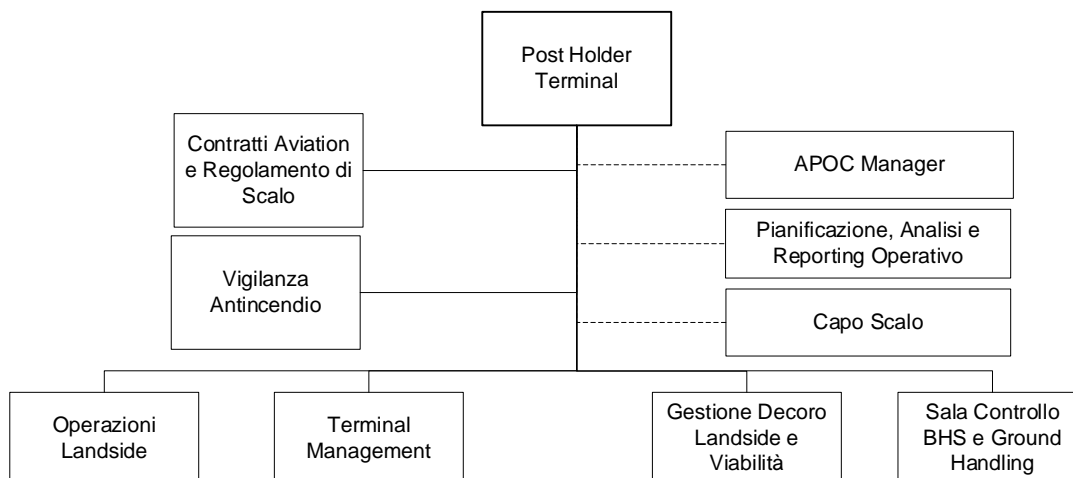 Post Holder
Terminal
Contratti Aviation
e Regolamento di
Scalo
APOC Manager
Pianificazione, Analisi e
Reporting Operativo
Vigilanza
Antincendio
Capo Scalo
Operazioni
Landside
Terminal
Management
Gestione Decoro
Landside e
Viabilità
Sala Controllo
BHS e Ground
Handling